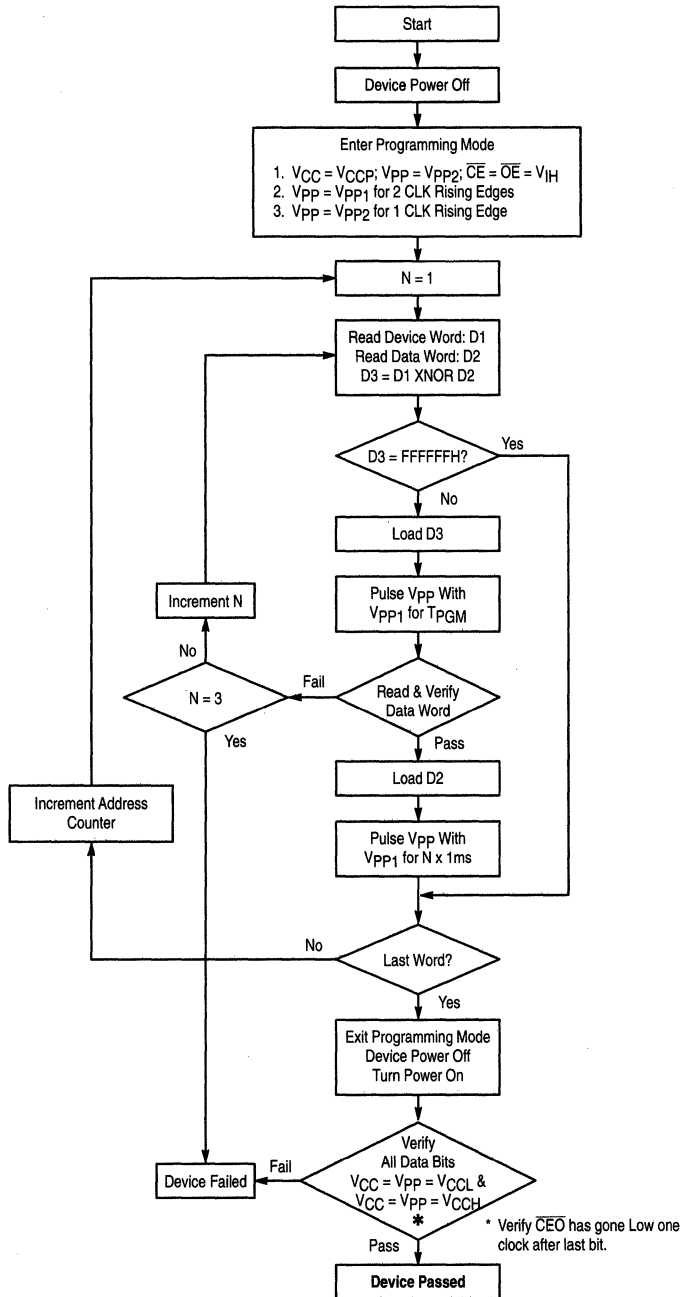 Start
Device Power Off
Enter Programming Mode
1. VCC = VCCP; VPP = VPP2; C̅E̅ = O̅E̅ = VIH
2. VPP = VPP1 for 2 CLK Rising Edges
3. VPP = VPP2 for 1 CLK Rising Edge
N = 1
Read Device Word: D1
Read Data Word: D2
D3 = D1 XNOR D2
D3 = FFFFFFH?
Yes
No
Load D3
Pulse VPP With
VPP1 for TPGM
Increment N
No
N = 3
Fail
Read & Verify
Data Word
Yes
Pass
Load D2
Increment Address
Counter
Pulse VPP With
VPP1 for N x 1ms
No
Last Word?
Yes
Exit Programming Mode
Device Power Off
Turn Power On
Verify
All Data Bits
VCC = VPP = VCCL &
VCC = VPP = VCCH
*
Fail
Device Failed
* Verify C̅E̅O̅ has gone Low one
clock after last bit.
Pass
Device Passed